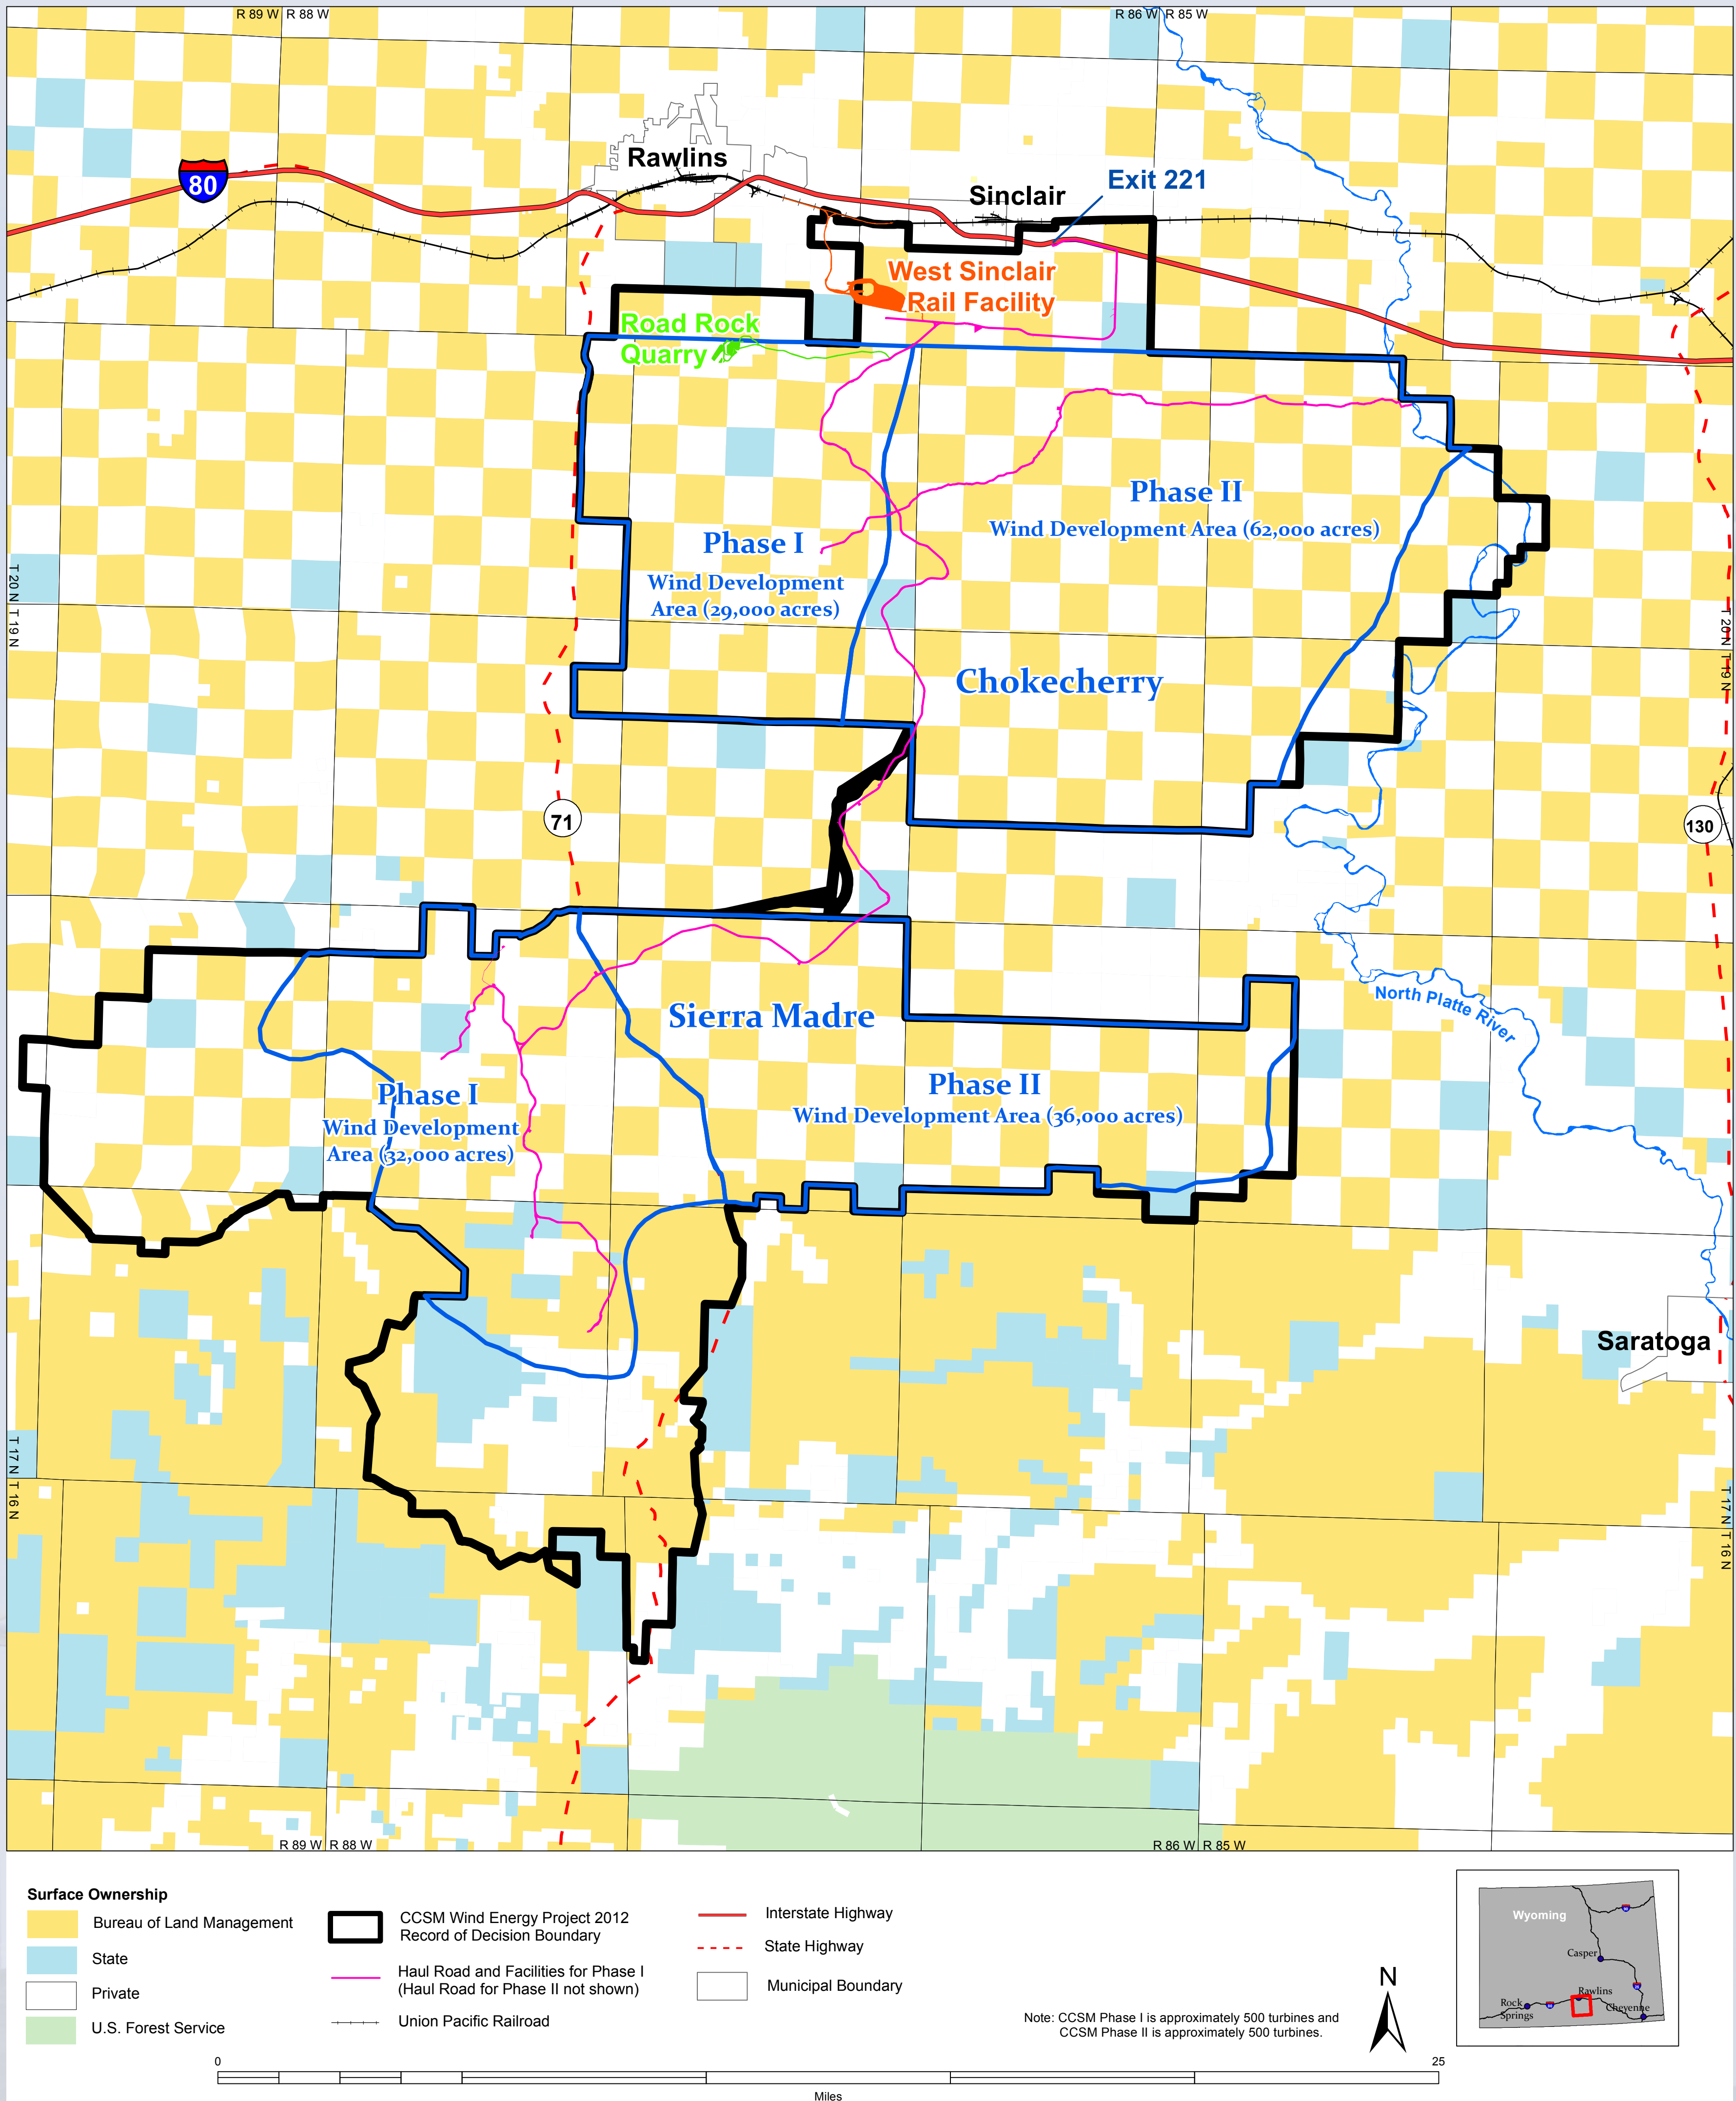 R 89 W R 88 W
R 86 W R 85 W
Rawlins
80
Exit 221
Sinclair
West Sinclair
Rail Facility
Road Rock
Quarry
Phase II
Wind Development Area (62,000 acres)
Phase I
Wind Development
Area (29,000 acres)
T 20 N T 19 N
T 20 N T 19 N
Chokecherry
71
130
North Platte River
Sierra Madre
Phase II
Wind Development Area (36,000 acres)
Phase I
Wind Development
Area (32,000 acres)
Saratoga
T 17 N T 16 N
T 17 N T 16 N
R 89 W R 88 W
R 86 W R 85 W
Surface Ownership
Bureau of Land Management
State
Private
U.S. Forest Service
CCSM Wind Energy Project 2012
Record of Decision Boundary
Haul Road and Facilities for Phase I
(Haul Road for Phase II not shown)
Union Pacific Railroad
Interstate Highway
State Highway
Municipal Boundary
Note: CCSM Phase I is approximately 500 turbines and
CCSM Phase II is approximately 500 turbines.
N
Wyoming
Casper
Rawlins
Rock
Springs
Cheyenne
0
25
Miles